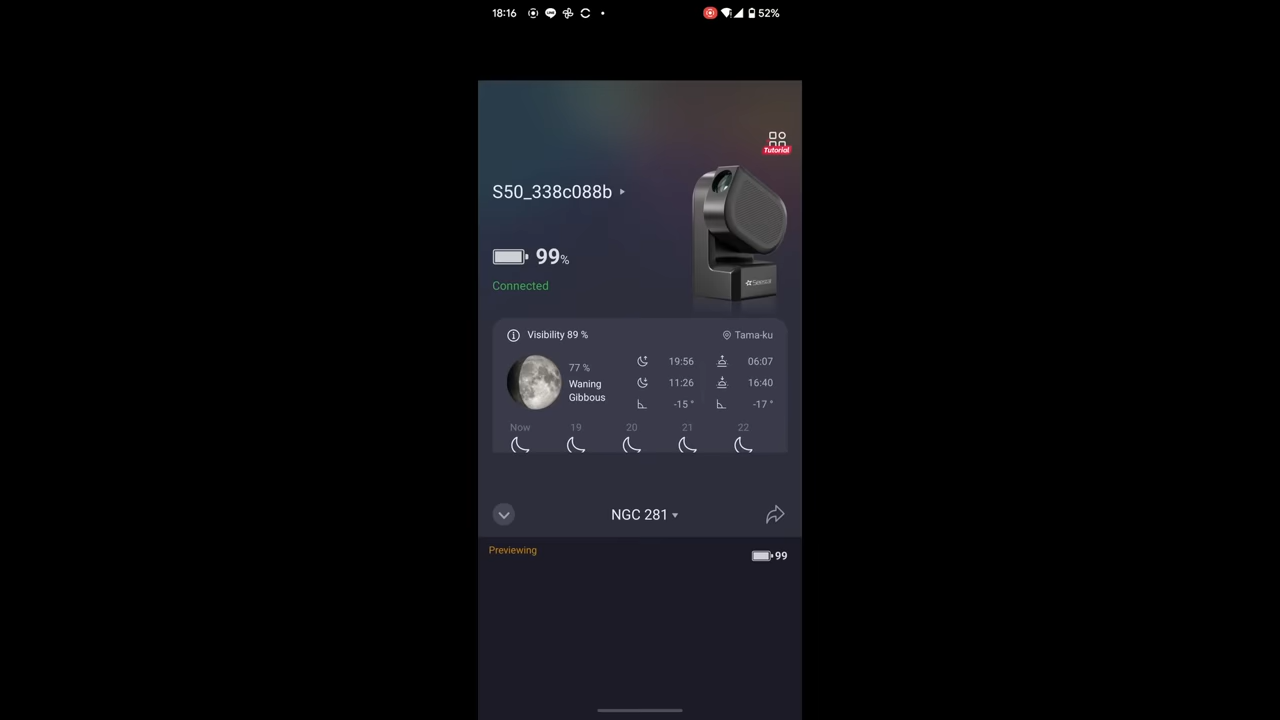 18:16
52%
Tutorial
S50_338c088b
99%
Connected
Seestar
Visibility 89 %
Tama-ku
77 %
Waning
Gibbous
19:56
06:07
11:26
16:40
-15 °
-17 °
Now 19 20 21 22
NGC 281
Previewing
99